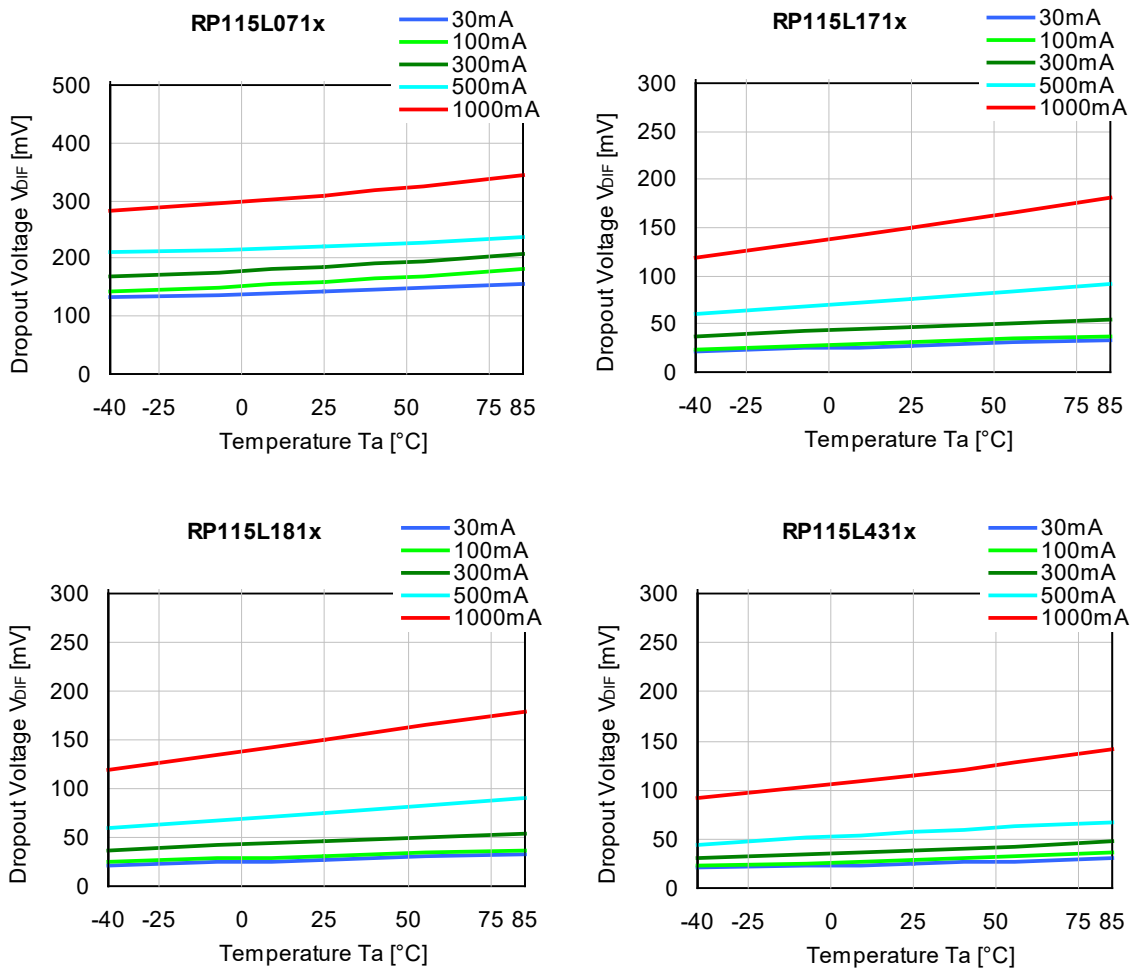 RP115L071x
30mA
100mA
300mA
500mA
1000mA
Dropout Voltage VDIF [mV]
500
400
300
200
100
0
-40 -25 0 25 50 75 85
Temperature Ta [°C]
RP115L171x
30mA
100mA
300mA
500mA
1000mA
Dropout Voltage VDIF [mV]
300
250
200
150
100
50
0
-40 -25 0 25 50 75 85
Temperature Ta [°C]
RP115L181x
30mA
100mA
300mA
500mA
1000mA
Dropout Voltage VDIF [mV]
300
250
200
150
100
50
0
-40 -25 0 25 50 75 85
Temperature Ta [°C]
RP115L431x
30mA
100mA
300mA
500mA
1000mA
Dropout Voltage VDIF [mV]
300
250
200
150
100
50
0
-40 -25 0 25 50 75 85
Temperature Ta [°C]